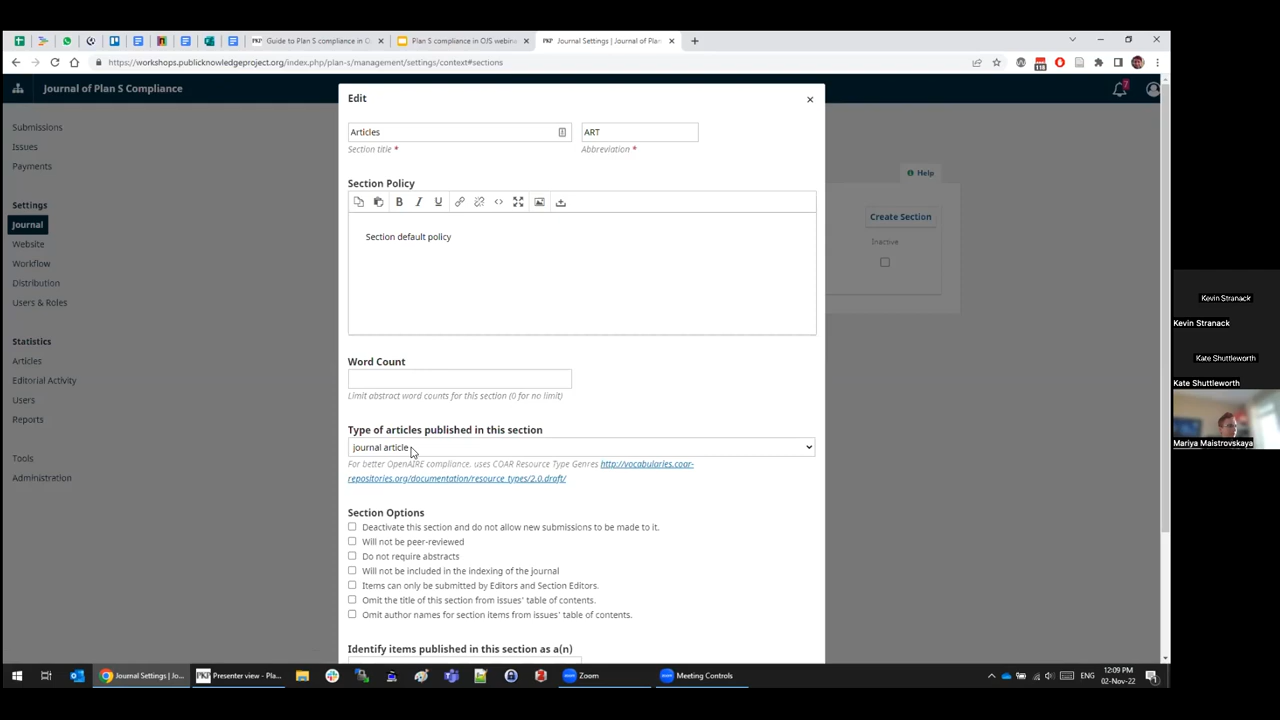 Guide to Plan S compliance in O
Plan S compliance in OJS webina
PKP
Journal Settings | Journal of Plan
https://workshops.publicknowledgeproject.org/index.php/plan-s/management/settings/context#sections
118
Journal of Plan S Compliance
7
Submissions
Issues
Payments
Settings
Journal
Website
Workflow
Distribution
Users & Roles
Statistics
Articles
Editorial Activity
Users
Reports
Tools
Administration
Edit
Articles
ART
Section title *
Abbreviation *
Section Policy
Section default policy
Word Count
Limit abstract word counts for this section (0 for no limit)
Type of articles published in this section
journal article
For better OpenAIRE compliance. uses COAR Resource Type Genres http://vocabularies.coar-
repositories.org/documentation/resource_types/2.0.draft/
Section Options
Deactivate this section and do not allow new submissions to be made to it.
Will not be peer-reviewed
Do not require abstracts
Will not be included in the indexing of the journal
Items can only be submitted by Editors and Section Editors.
Omit the title of this section from issues' table of contents.
Omit author names for section items from issues' table of contents.
Identify items published in this section as a(n)
Help
Create Section
Inactive
Kevin Stranack
Kevin Stranack
Kate Shuttleworth
Kate Shuttleworth
Mariya Maistrovskaya
Journal Settings | Jo...
PKP
Presenter view - Pla...
Zoom
Meeting Controls
ENG
12:09 PM
02-Nov-22
1